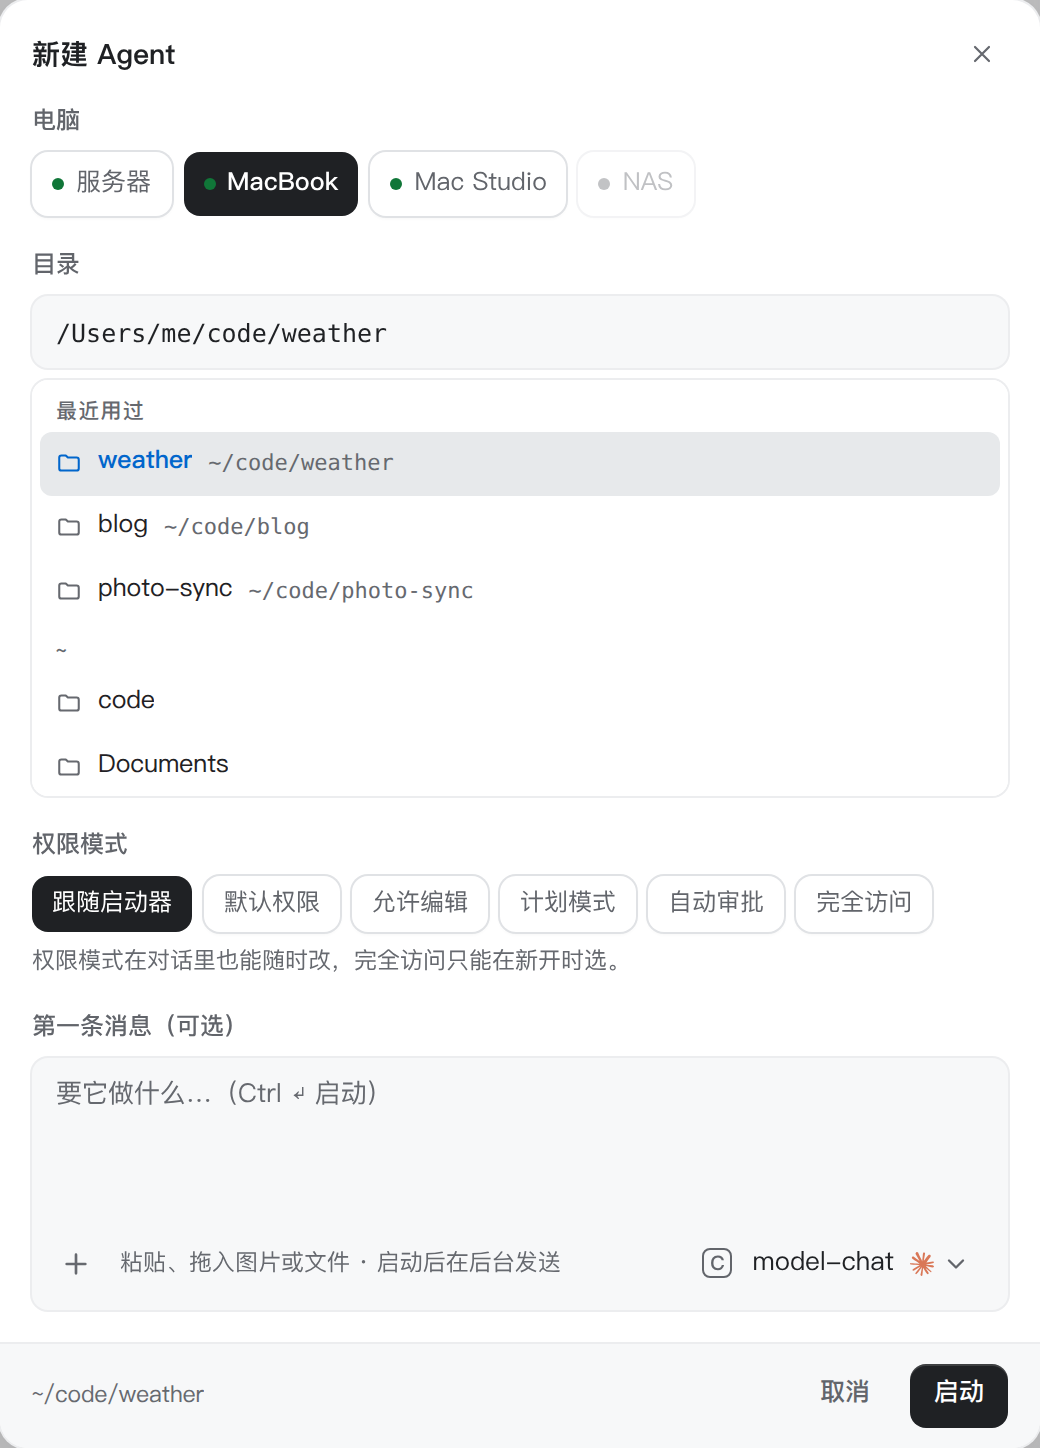 新建 Agent
电脑
服务器 MacBook Mac Studio NAS
目录
/Users/me/code/weather
最近用过
weather ~/code/weather
blog ~/code/blog
photo-sync ~/code/photo-sync
~
code
Documents
权限模式
跟随启动器 默认权限 允许编辑 计划模式 自动审批 完全访问
权限模式在对话里也能随时改，完全访问只能在新开时选。
第一条消息（可选）
要它做什么…（Ctrl ↲ 启动）
粘贴、拖入图片或文件 · 启动后在后台发送 C model-chat
~/code/weather 取消 启动